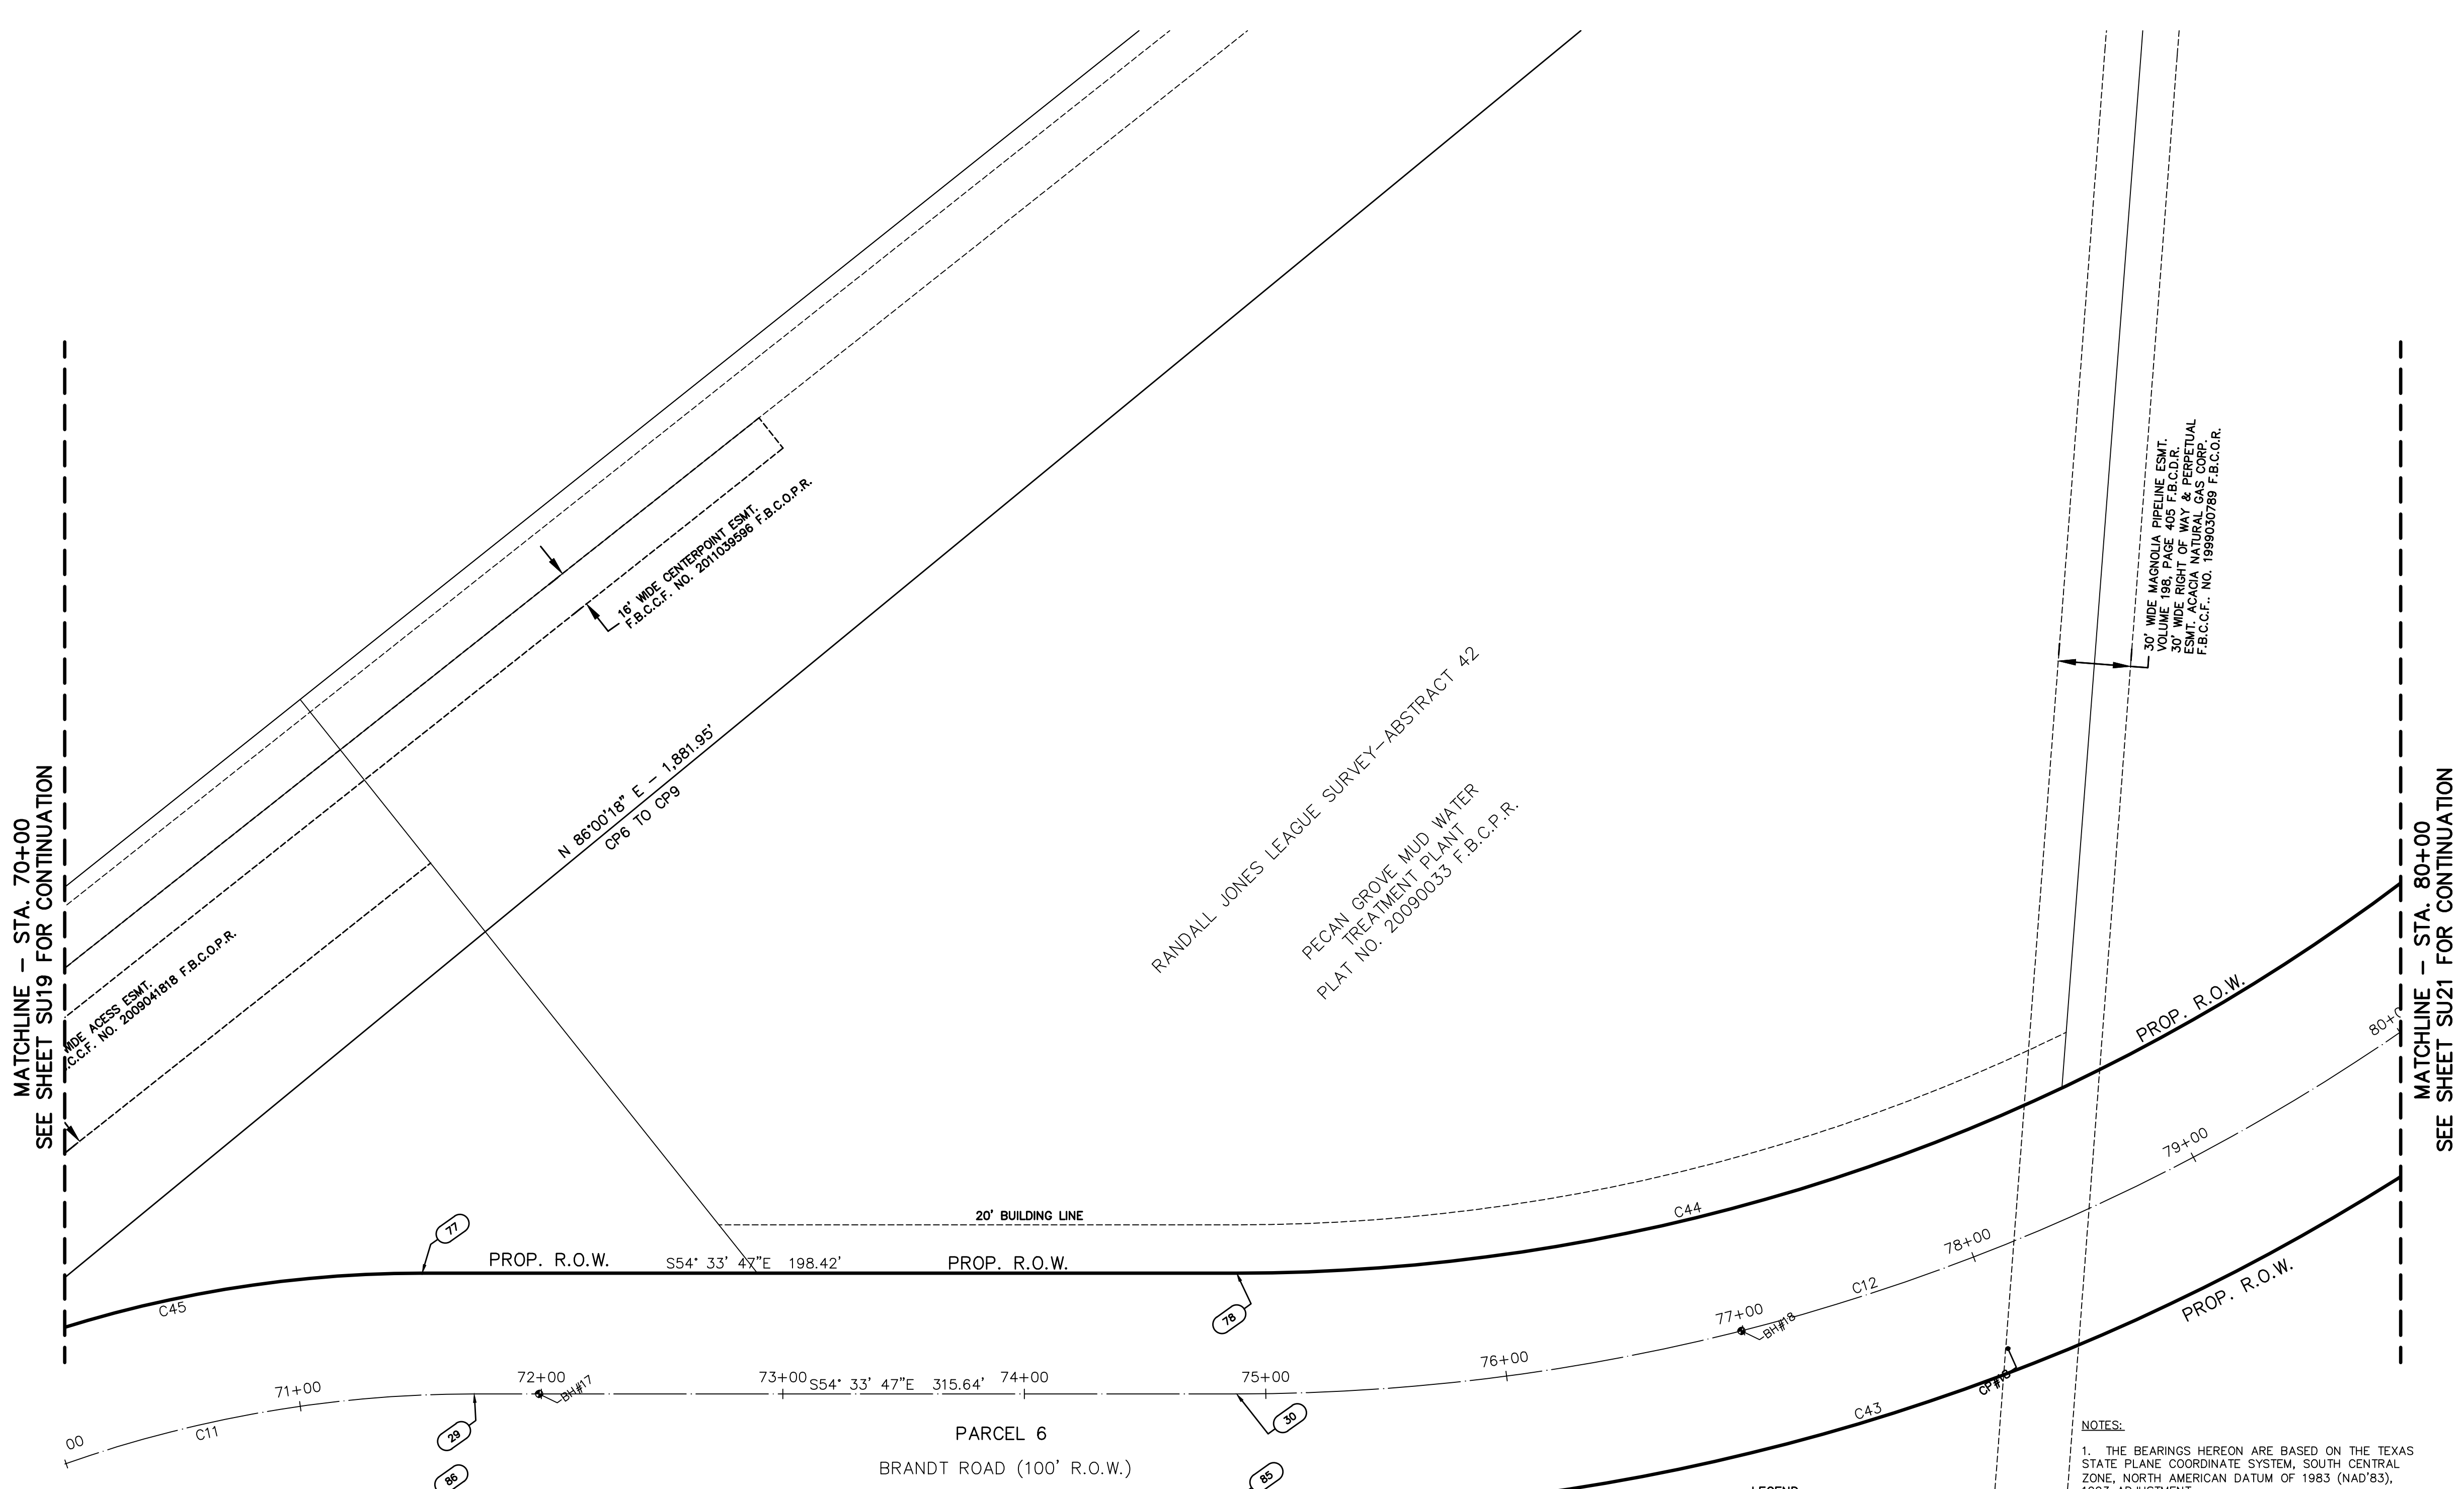 MATCHLINE - STA. 70+00
SEE SHEET SU19 FOR CONTINUATION
16' WIDE CENTERPOINT ESMT.
F.B.C.C.F. NO. 2011039596 F.B.C.O.P.R.
N 86°00'18" E - 1,881.95'
CP6 TO CP9
WIDE ACESS ESMT.
.C.C.F. NO. 2009041818 F.B.C.O.P.R.
RANDALL JONES LEAGUE SURVEY-ABSTRACT 42
PECAN GROVE MUD WATER
TREATMENT PLANT
PLAT NO. 20090033 F.B.C.P.R.
30' WIDE MAGNOLIA PIPELINE ESMT.
VOLUME 198, PAGE 405 F.B.C.D.R.
30' WIDE RIGHT OF WAY & PERPETUAL
ESMT. ACACIA NATURAL GAS CORP.
F.B.C.C.F.. NO. 1999030789 F.B.C.O.R.
MATCHLINE - STA. 80+00
SEE SHEET SU21 FOR CONTINUATION
PROP. R.O.W.
80+0
79+00
20' BUILDING LINE
C44
77
PROP. R.O.W.
S54° 33' 47"E 198.42'
PROP. R.O.W.
78+00
C12
PROP. R.O.W.
C45
78
77+00
BH#18
76+00
71+00
72+00
BH#17
73+00
S54° 33' 47"E 315.64'
74+00
75+00
CP#18
C43
00
C11
29
30
PARCEL 6
BRANDT ROAD (100' R.O.W.)
86
85
NOTES:
1. THE BEARINGS HEREON ARE BASED ON THE TEXAS
STATE PLANE COORDINATE SYSTEM, SOUTH CENTRAL
ZONE, NORTH AMERICAN DATUM OF 1983 (NAD'83),
1993 ADJUSTMENT
LEGEND